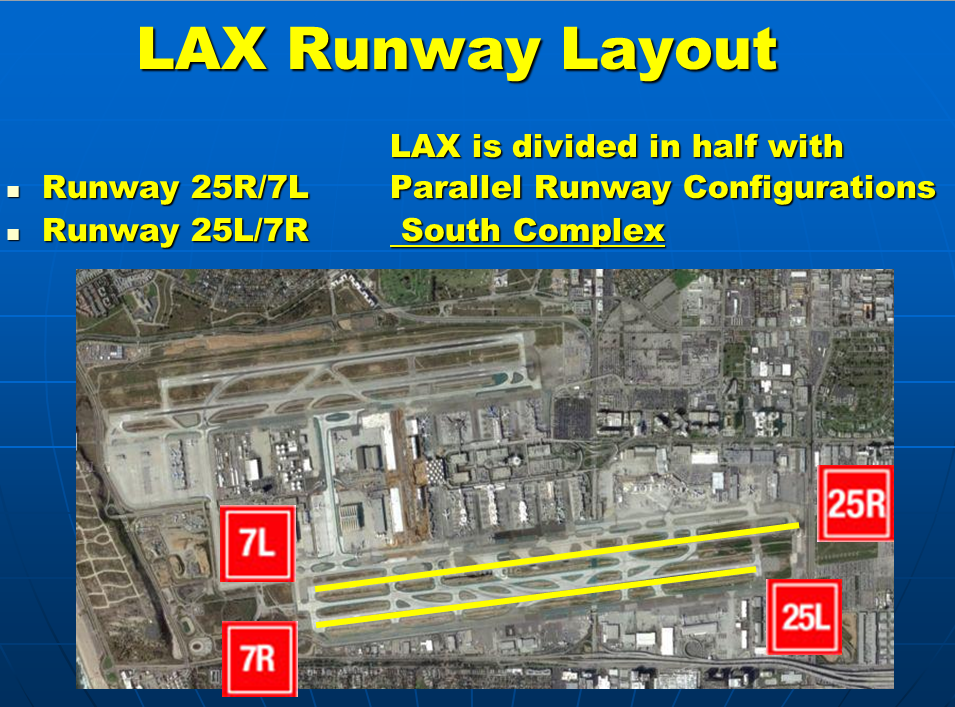 LAX Runway Layout
LAX is divided in half with
Runway 25R/7L Parallel Runway Configurations
Runway 25L/7R South Complex
25R
7L
25L
7R